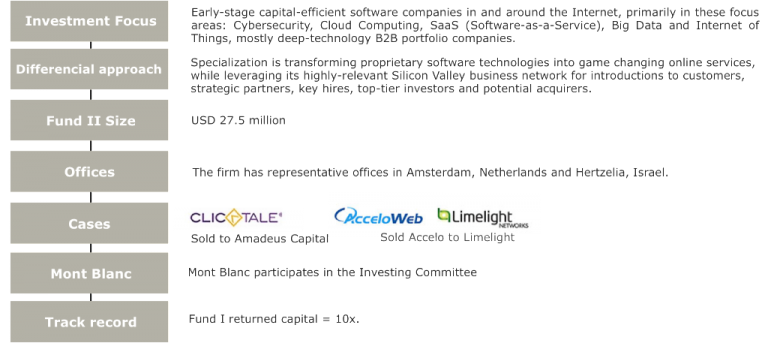 Investment Focus
Early-stage capital-efficient software companies in and around the Internet, primarily in these focus
areas: Cybersecurity, Cloud Computing, SaaS (Software-as-a-Service), Big Data and Internet of
Things, mostly deep-technology B2B portfolio companies.
Differencial approach
Specialization is transforming proprietary software technologies into game changing online services,
while leveraging its highly-relevant Silicon Valley business network for introductions to customers,
strategic partners, key hires, top-tier investors and potential acquirers.
Fund II Size
USD 27.5 million
Offices
The firm has representative offices in Amsterdam, Netherlands and Hertzelia, Israel.
Cases
CLICKTALE
AcceloWeb
Limelight
NETWORKS
Sold to Amadeus Capital
Sold Accelo to Limelight
Mont Blanc
Mont Blanc participates in the Investing Committee
Track record
Fund I returned capital = 10x.